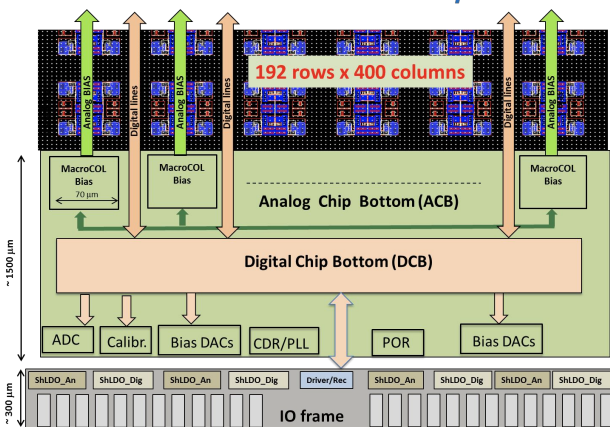 192 rows x 400 columns
Analog BIAS
Digital lines
Analog BIAS
Digital lines
Digital lines
Analog BIAS
MacroCOL
Bias
70 µm
MacroCOL
Bias
MacroCOL
Bias
Analog Chip Bottom (ACB)
~ 1500 µm
Digital Chip Bottom (DCB)
ADC
Calibr.
Bias DACs
CDR/PLL
POR
Bias DACs
~ 300 µm
ShLDO_An
ShLDO_Dig
ShLDO_An
ShLDO_Dig
Driver/Rec
ShLDO_An
ShLDO_Dig
ShLDO_An
ShLDO_Dig
IO frame